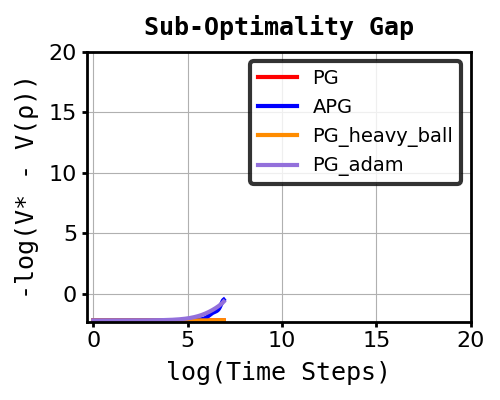 Sub-Optimality Gap
-log(V* - V(ρ))
20
15
10
5
0
PG
APG
PG_heavy_ball
PG_adam
0 5 10 15 20
log(Time Steps)